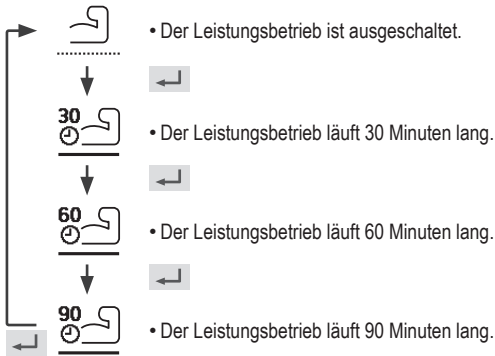 • Der Leistungsbetrieb ist ausgeschaltet.
30
• Der Leistungsbetrieb läuft 30 Minuten lang.
60
• Der Leistungsbetrieb läuft 60 Minuten lang.
90
• Der Leistungsbetrieb läuft 90 Minuten lang.